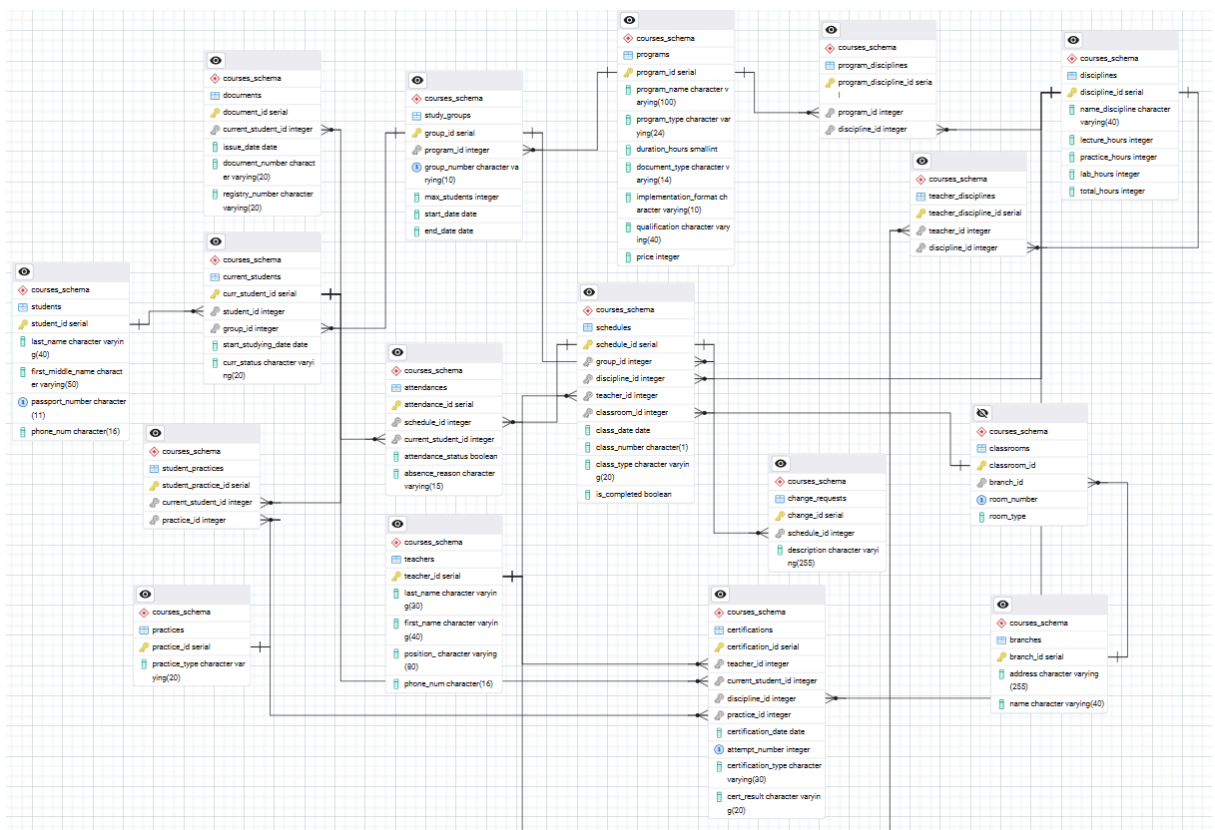 courses_schema
documents
document_id serial
current_student_id integer
issue_date date
document_number charact
er varying(20)
registry_number character
varying(20)
courses_schema
study_groups
group_id serial
program_id integer
group_number character va
rying(10)
max_students integer
start_date date
end_date date
courses_schema
programs
program_id serial
program_name character v
arying(100)
program_type character var
ying(24)
duration_hours smallint
document_type character v
arying(14)
implementation_format ch
aracter varying(10)
qualification character vary
ing(40)
price integer
courses_schema
program_disciplines
program_discipline_id seria
l
program_id integer
discipline_id integer
courses_schema
disciplines
discipline_id serial
name_discipline character
varying(40)
lecture_hours integer
practice_hours integer
lab_hours integer
total_hours integer
courses_schema
teacher_disciplines
teacher_discipline_id serial
teacher_id integer
discipline_id integer
courses_schema
students
student_id serial
last_name character varyin
g(40)
first_middle_name charact
er varying(50)
passport_number character
(11)
phone_num character(16)
courses_schema
current_students
curr_student_id serial
student_id integer
group_id integer
start_studying_date date
curr_status character varyi
ng(20)
courses_schema
attendances
attendance_id serial
schedule_id integer
current_student_id integer
attendance_status boolean
absence_reason character
varying(15)
courses_schema
schedules
schedule_id serial
group_id integer
discipline_id integer
teacher_id integer
classroom_id integer
class_date date
class_number character(1)
class_type character varyin
g(20)
is_completed boolean
courses_schema
classrooms
classroom_id
branch_id
room_number
room_type
courses_schema
student_practices
student_practice_id serial
current_student_id integer
practice_id integer
courses_schema
change_requests
change_id serial
schedule_id integer
description character varyi
ng(255)
courses_schema
teachers
teacher_id serial
last_name character varyin
g(30)
first_name character varyin
g(40)
position_ character varying
(80)
phone_num character(16)
courses_schema
practices
practice_id serial
practice_type character var
ying(20)
courses_schema
certifications
certification_id serial
teacher_id integer
current_student_id integer
discipline_id integer
practice_id integer
certification_date date
attempt_number integer
certification_type character
varying(30)
cert_result character varyin
g(20)
courses_schema
branches
branch_id serial
address character varying
(255)
name character varying(40)